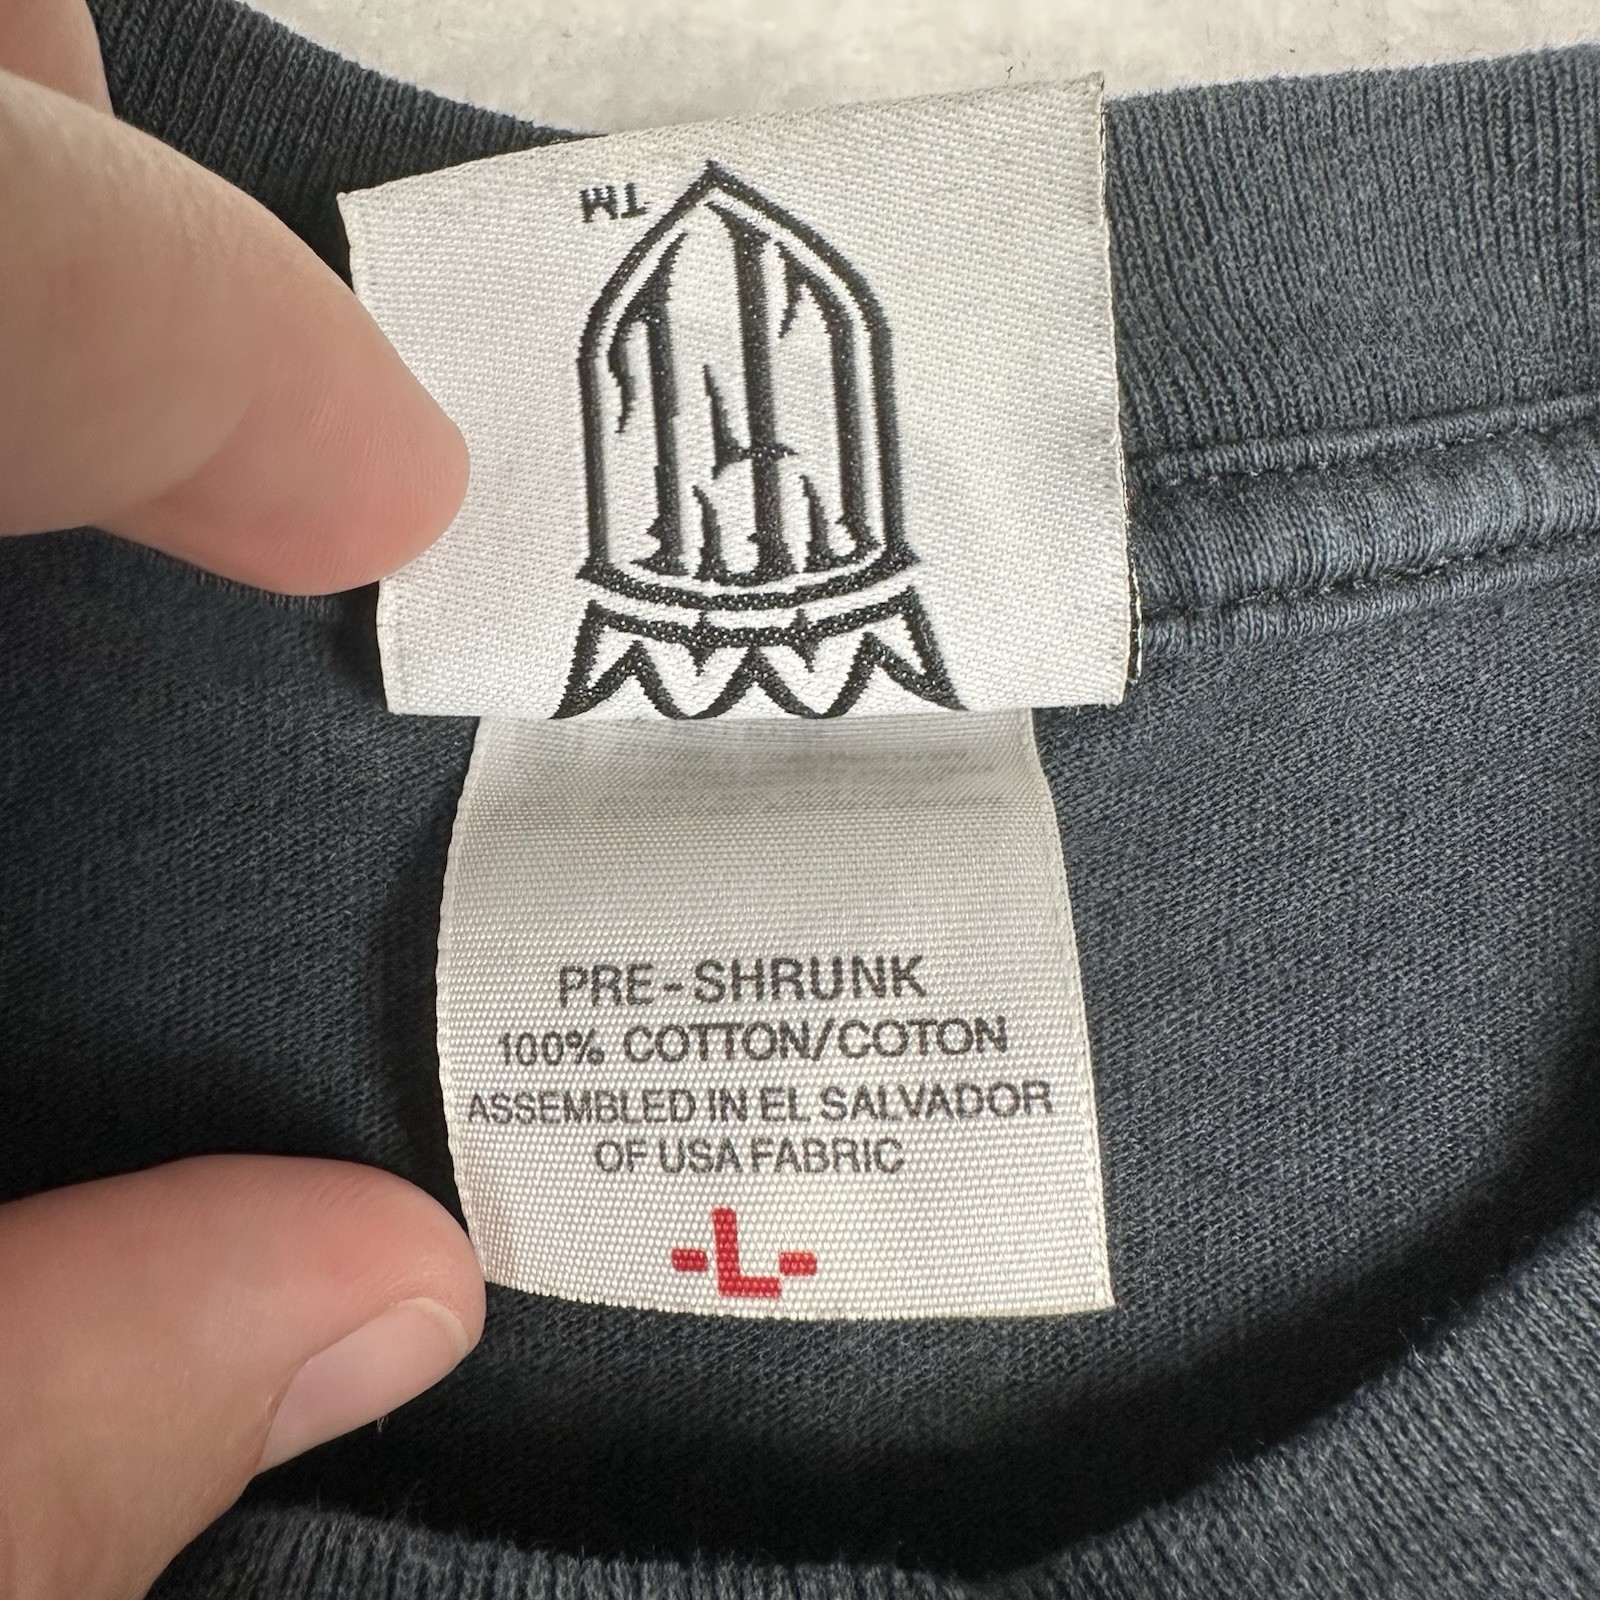 TM
PRE-SHRUNK
100% COTTON/COTON
ASSEMBLED IN EL SALVADOR
OF USA FABRIC
-L-